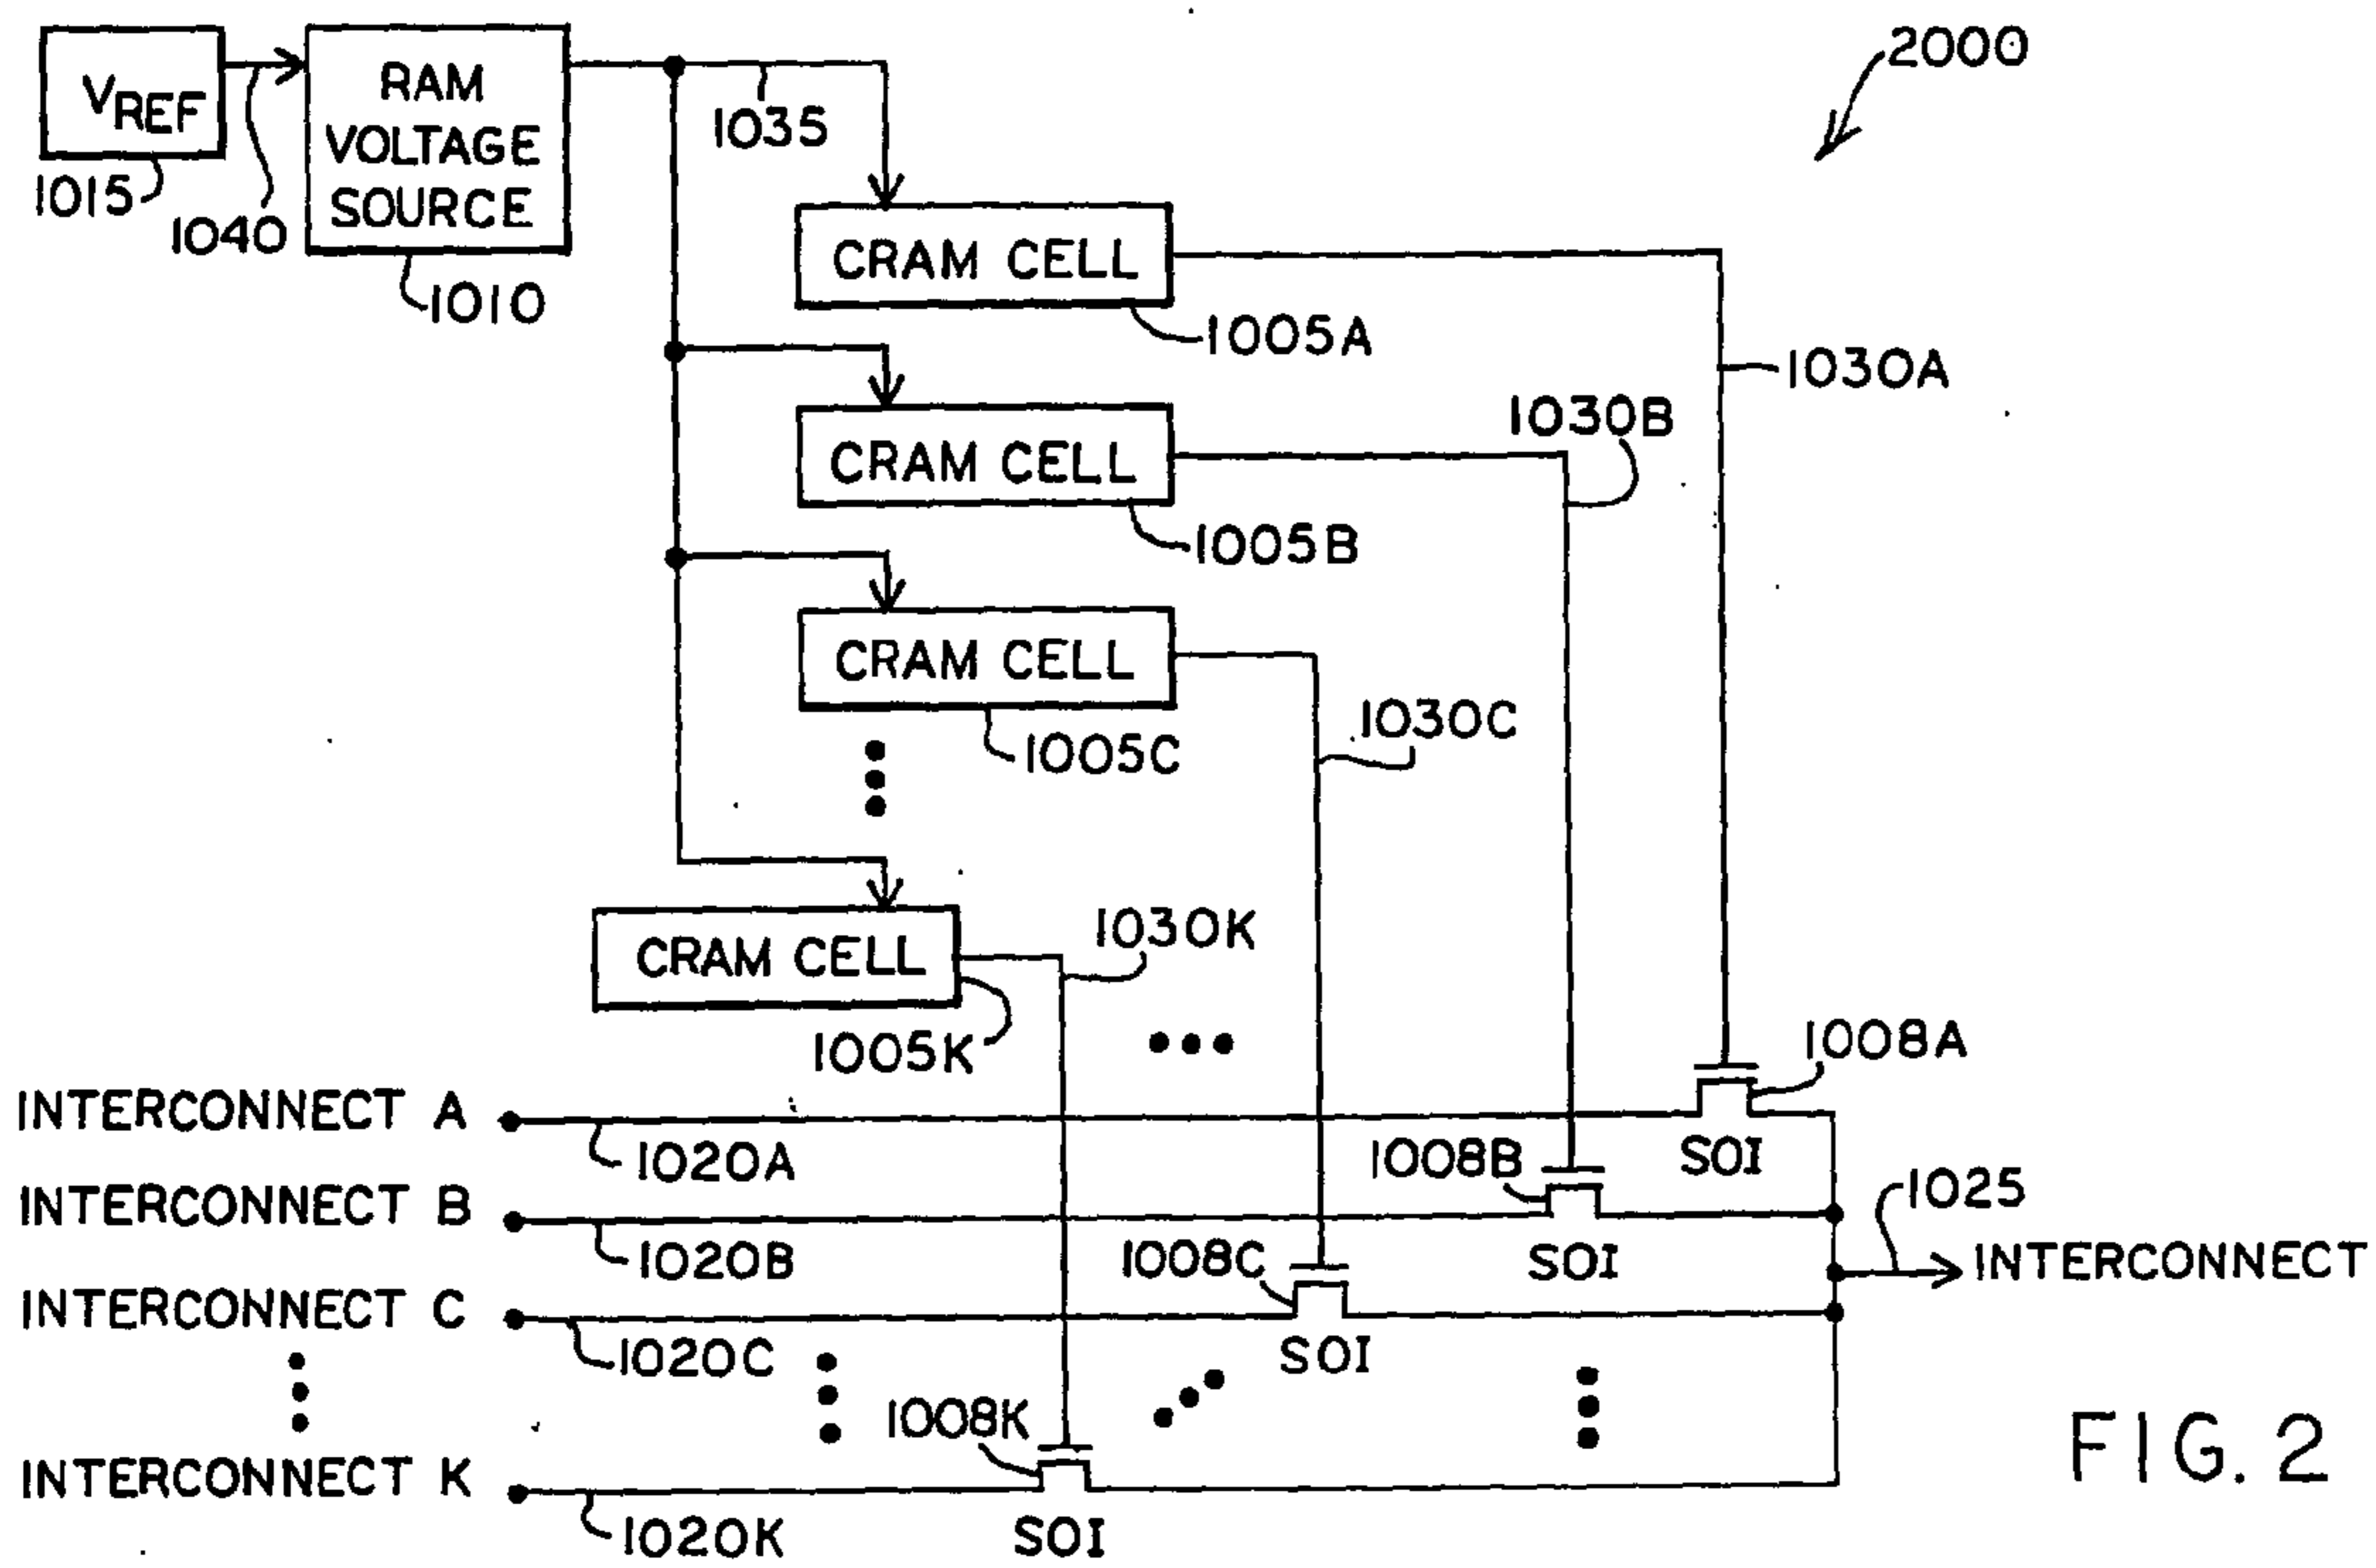 VREF
RAM
VOLTAGE
SOURCE
1015
1040
1010
1035
2000
CRAM CELL
1005A
1030A
CRAM CELL
1005B
1030B
CRAM CELL
1005C
1030C
CRAM CELL
1005K
1030K
1008A
INTERCONNECT A
1020A
SOI
1008B
INTERCONNECT B
1020B
SOI
1025
INTERCONNECT
1008C
INTERCONNECT C
1020C
SOI
1008K
INTERCONNECT K
1020K
SOI
FIG. 2